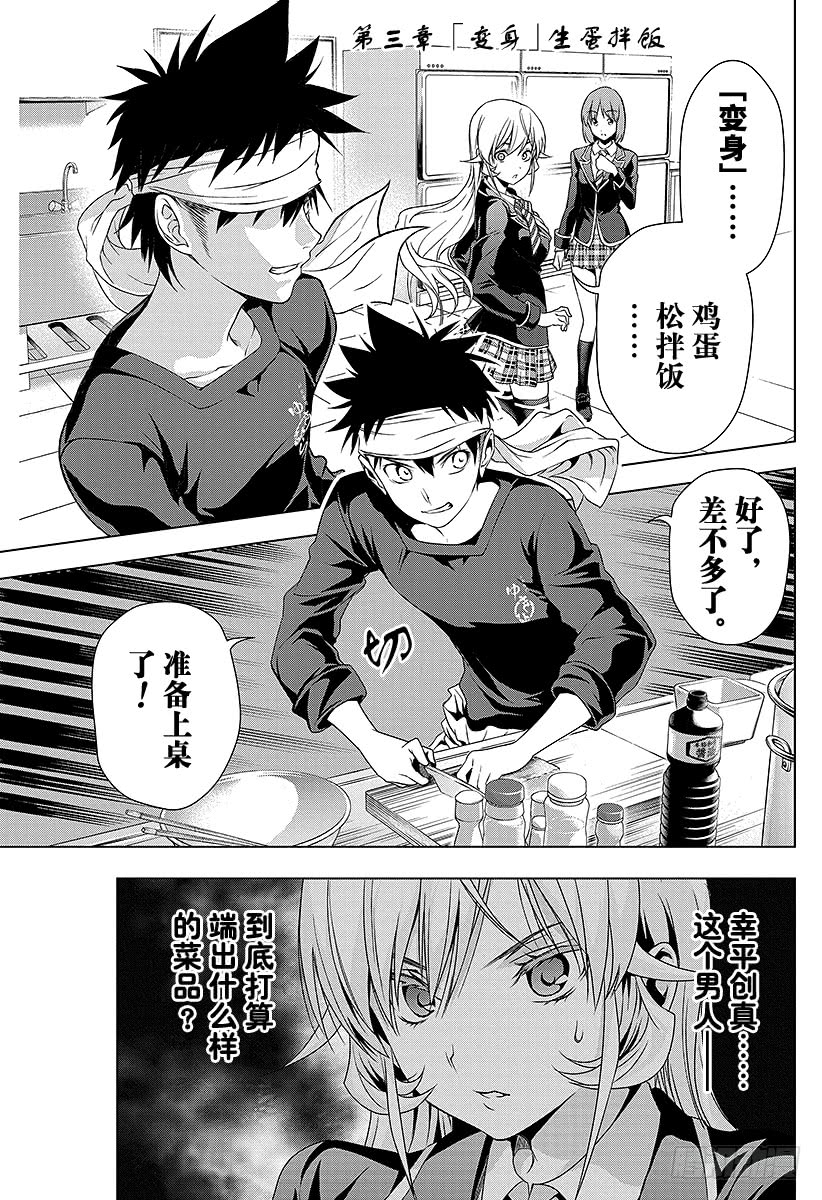 第三章「变身」生蛋拌饭
「变身」……
鸡蛋
松拌饭
……
好了，
差不多了。
切
准备上桌
了！
幸平创真……
这个男人——
到底打算
端出什么样
的菜品？